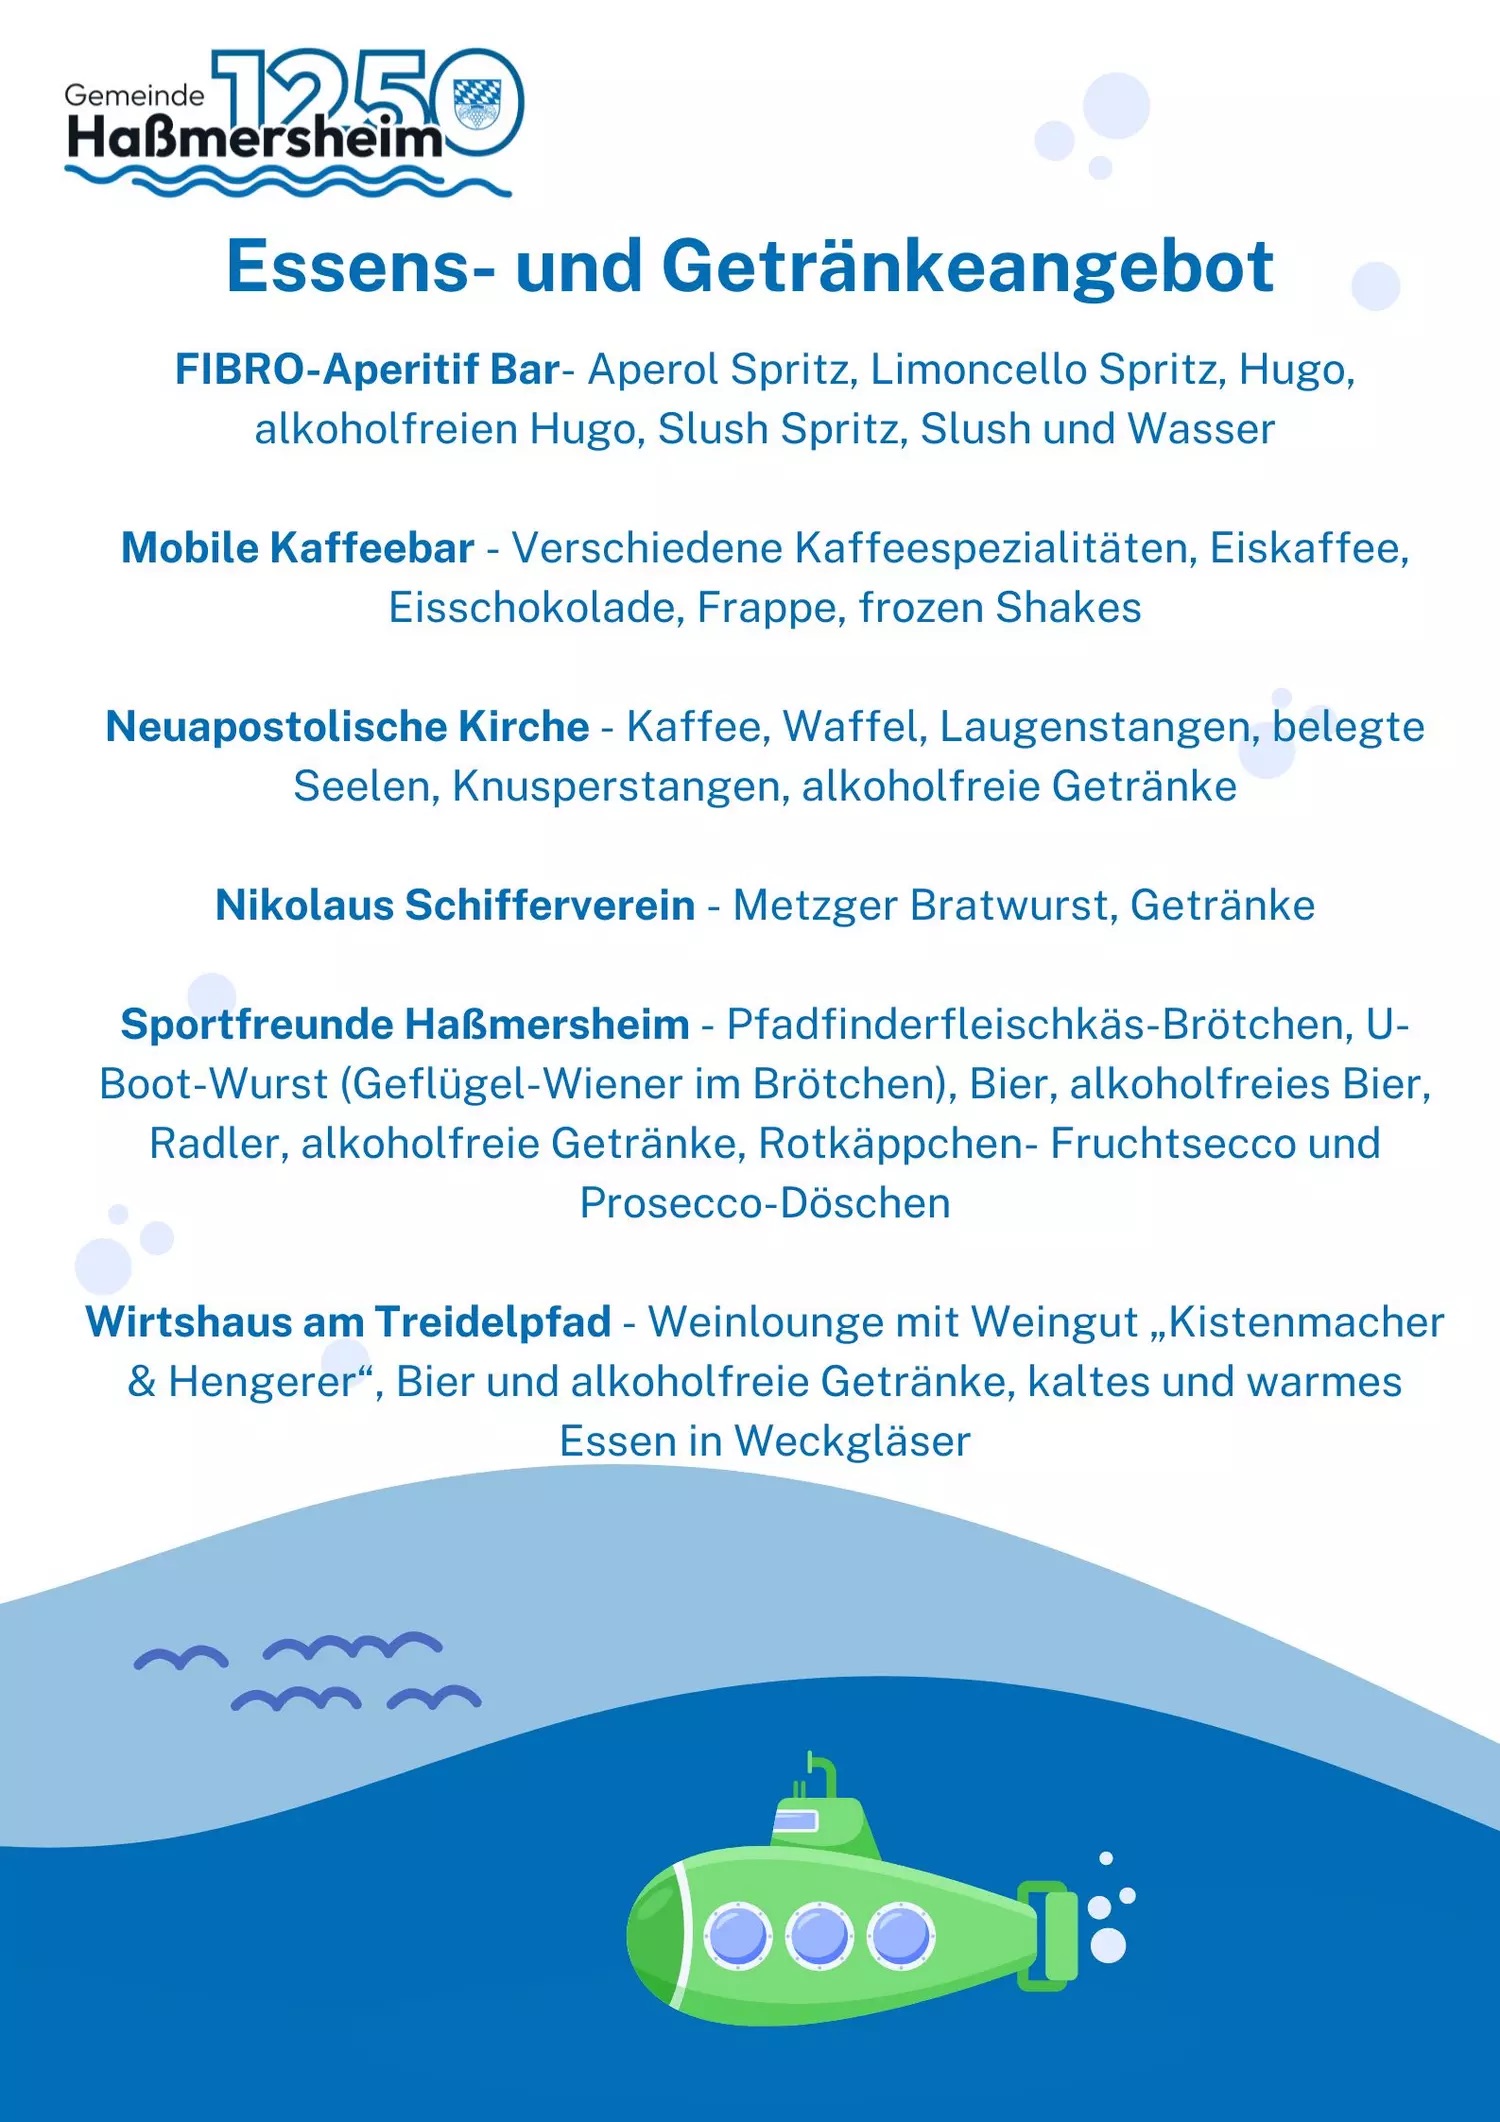 Gemeinde 1250
Haßmersheim
Essens- und Getränkeangebot
FIBRO-Aperitif Bar- Aperol Spritz, Limoncello Spritz, Hugo,
alkoholfreien Hugo, Slush Spritz, Slush und Wasser
Mobile Kaffeebar - Verschiedene Kaffeespezialitäten, Eiskaffee,
Eisschokolade, Frappe, frozen Shakes
Neuapostolische Kirche - Kaffee, Waffel, Laugenstangen, belegte
Seelen, Knusperstangen, alkoholfreie Getränke
Nikolaus Schifferverein - Metzger Bratwurst, Getränke
Sportfreunde Haßmersheim - Pfadfinderfleischkäs-Brötchen, U-
Boot-Wurst (Geflügel-Wiener im Brötchen), Bier, alkoholfreies Bier,
Radler, alkoholfreie Getränke, Rotkäppchen- Fruchtsecco und
Prosecco-Döschen
Wirtshaus am Treidelpfad - Weinlounge mit Weingut „Kistenmacher
& Hengerer“, Bier und alkoholfreie Getränke, kaltes und warmes
Essen in Weckgläser